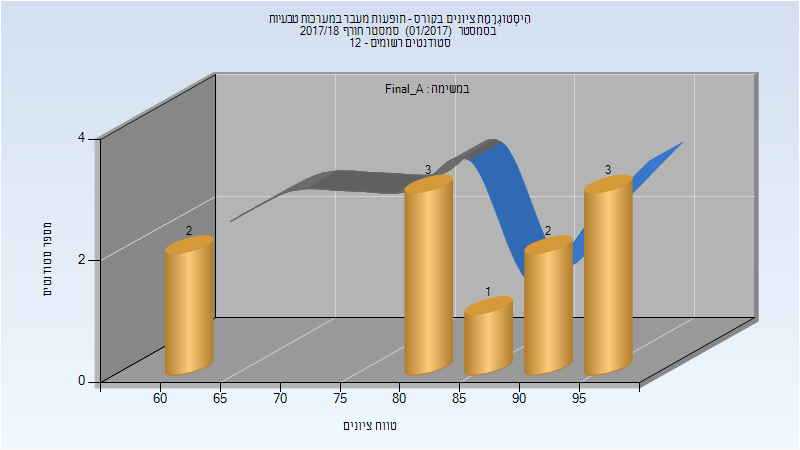 היסטוגרמת ציונים בקורס - תופעות מעבר במערכות טבעיות
בסמסטר (01/2017) סמסטר חורף 2017/18
סטודנטים רשומים - 12
במשימה : Final_A
מספר סטודנטים
4
2
0
2
3
1
2
3
60 65 70 75 80 85 90 95
טווח ציונים